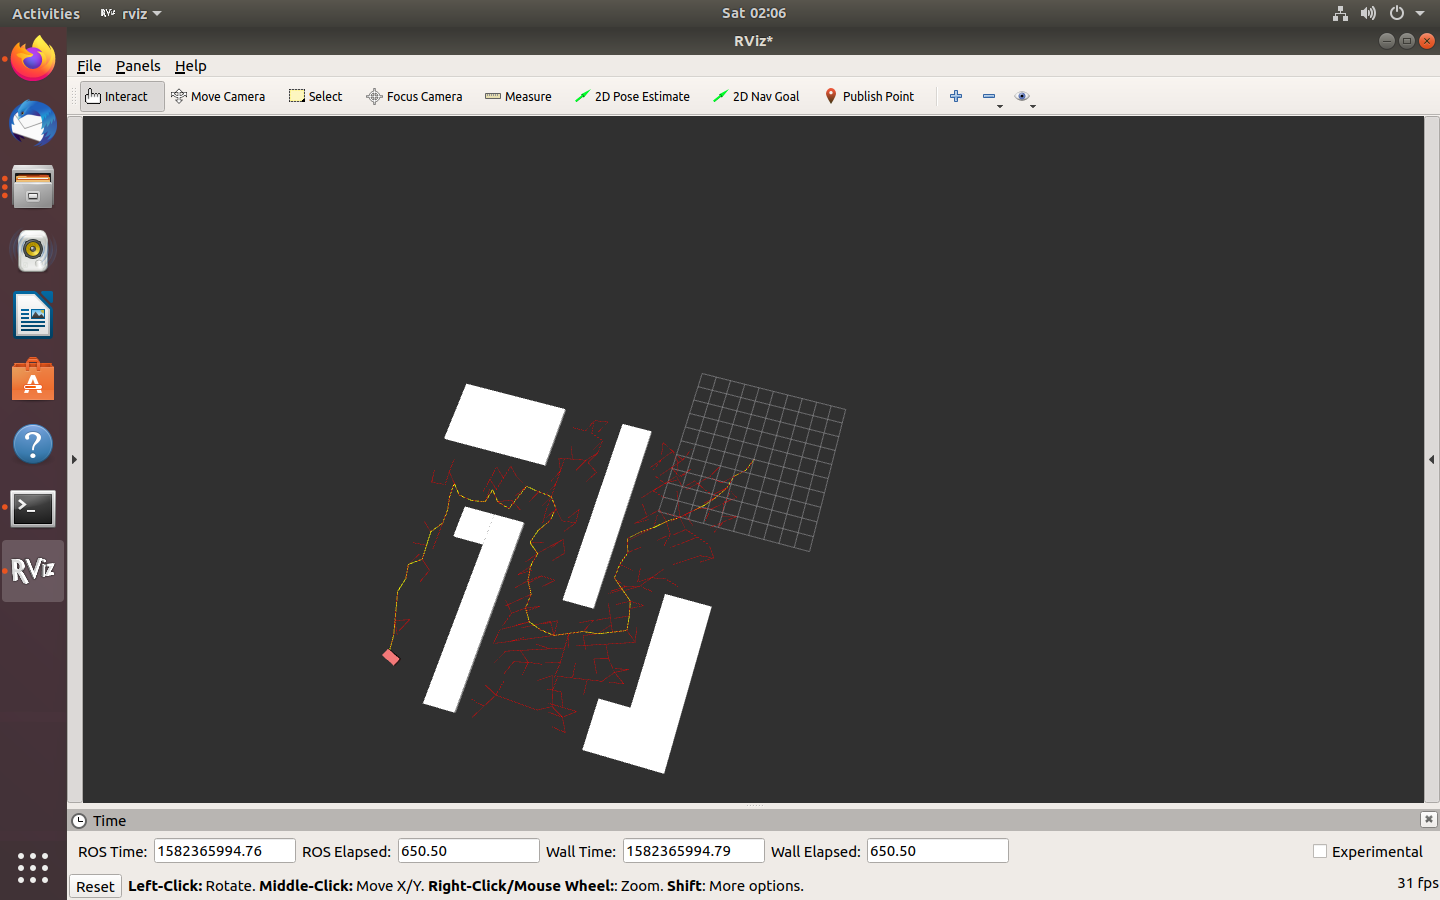 Activities
RViz
rviz
Sat 02:06
RViz*
File Panels Help
Interact Move Camera Select Focus Camera Measure 2D Pose Estimate 2D Nav Goal Publish Point
RViz
Time
ROS Time: 1582365994.76 ROS Elapsed: 650.50 Wall Time: 1582365994.79 Wall Elapsed: 650.50 Experimental
Reset Left-Click: Rotate. Middle-Click: Move X/Y. Right-Click/Mouse Wheel:: Zoom. Shift: More options. 31 fps